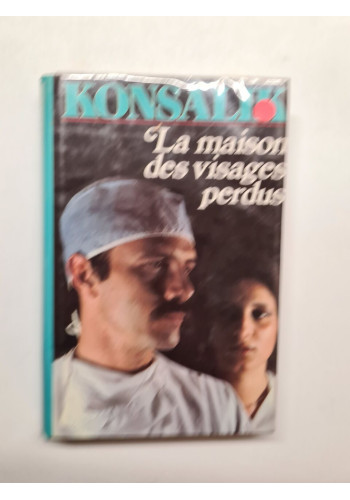 KONSALIK
La maison
des visages
perdus